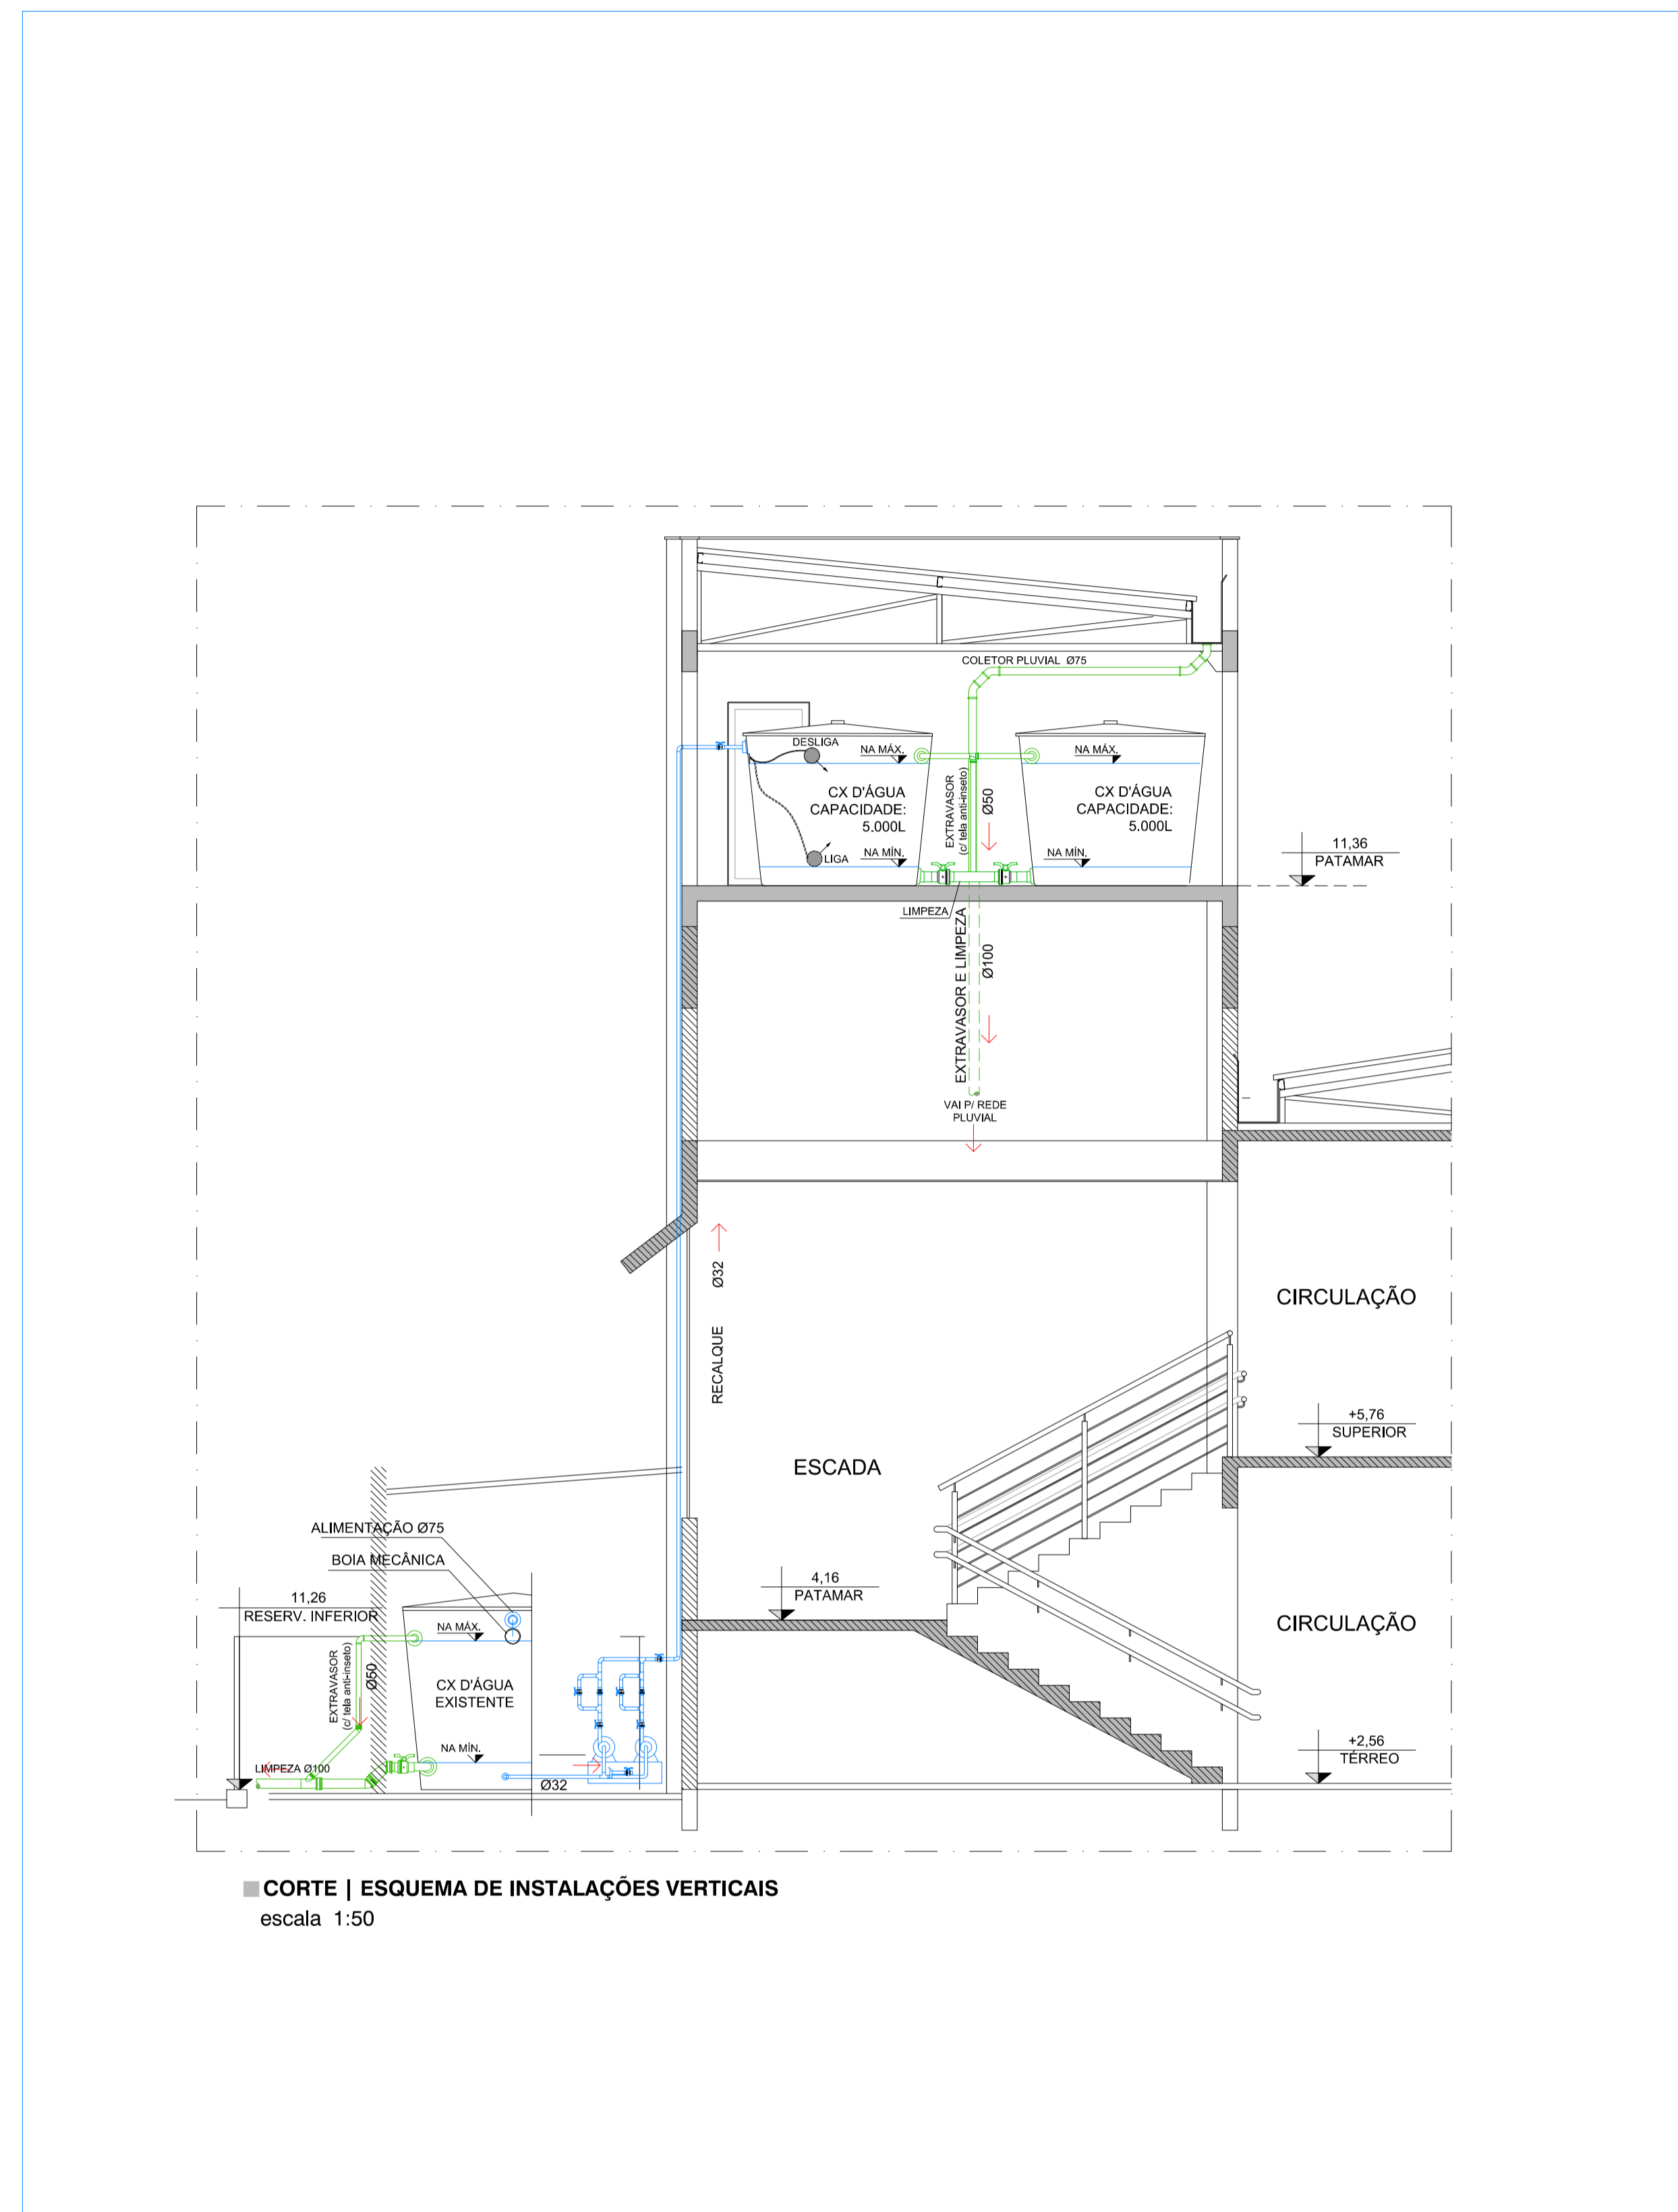 COLETOR PLUVIAL Ø75
DESLIGA
NA MÁX.
NA MÁX.
CX D'ÁGUA
CAPACIDADE:
5.000L
EXTRAVASOR
(c/ tela anti-inseto)
Ø50
CX D'ÁGUA
CAPACIDADE:
5.000L
LIGA
NA MÍN.
NA MÍN.
11,36
PATAMAR
LIMPEZA
EXTRAVASOR E LIMPEZA
Ø100
VAI P/ REDE
PLUVIAL
RECALQUE Ø32
CIRCULAÇÃO
+5,76
SUPERIOR
ESCADA
ALIMENTAÇÃO Ø75
BOIA MECÂNICA
11,26
RESERV. INFERIOR
4,16
PATAMAR
CIRCULAÇÃO
NA MÁX.
EXTRAVASOR
(c/ tela anti-inseto)
Ø50
CX D'ÁGUA
EXISTENTE
NA MÍN.
LIMPEZA Ø100
Ø32
+2,56
TÉRREO
CORTE | ESQUEMA DE INSTALAÇÕES VERTICAIS
escala 1:50